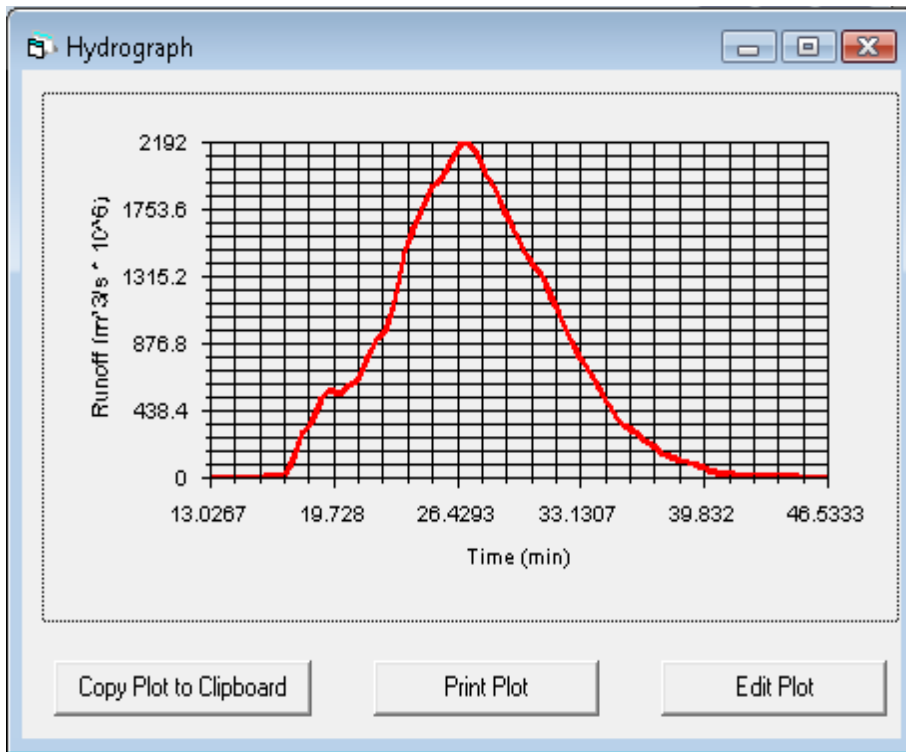 Hydrograph
2192
1753.6
1315.2
876.8
438.4
0
Runoff (m^3/s * 10^6)
13.0267 19.728 26.4293 33.1307 39.832 46.5333
Time (min)
Copy Plot to Clipboard Print Plot Edit Plot